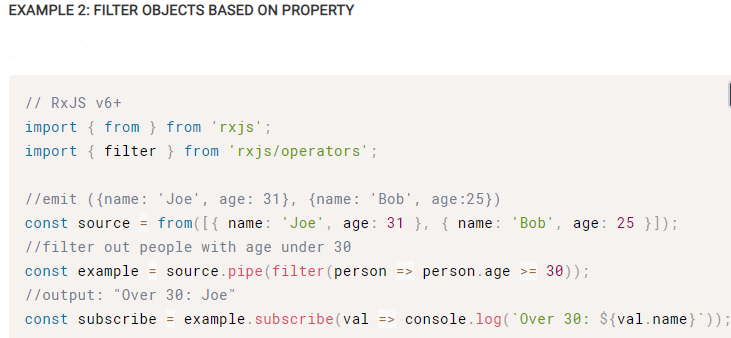 EXAMPLE 2: FILTER OBJECTS BASED ON PROPERTY
// RxJS v6+
import { from } from 'rxjs';
import { filter } from 'rxjs/operators';
//emit ({name: 'Joe', age: 31}, {name: 'Bob', age:25})
const source = from([{ name: 'Joe', age: 31 }, { name: 'Bob', age: 25 }]);
//filter out people with age under 30
const example = source.pipe(filter(person => person.age >= 30));
//output: "Over 30: Joe"
const subscribe = example.subscribe(val => console.log(`Over 30: ${val.name}`));